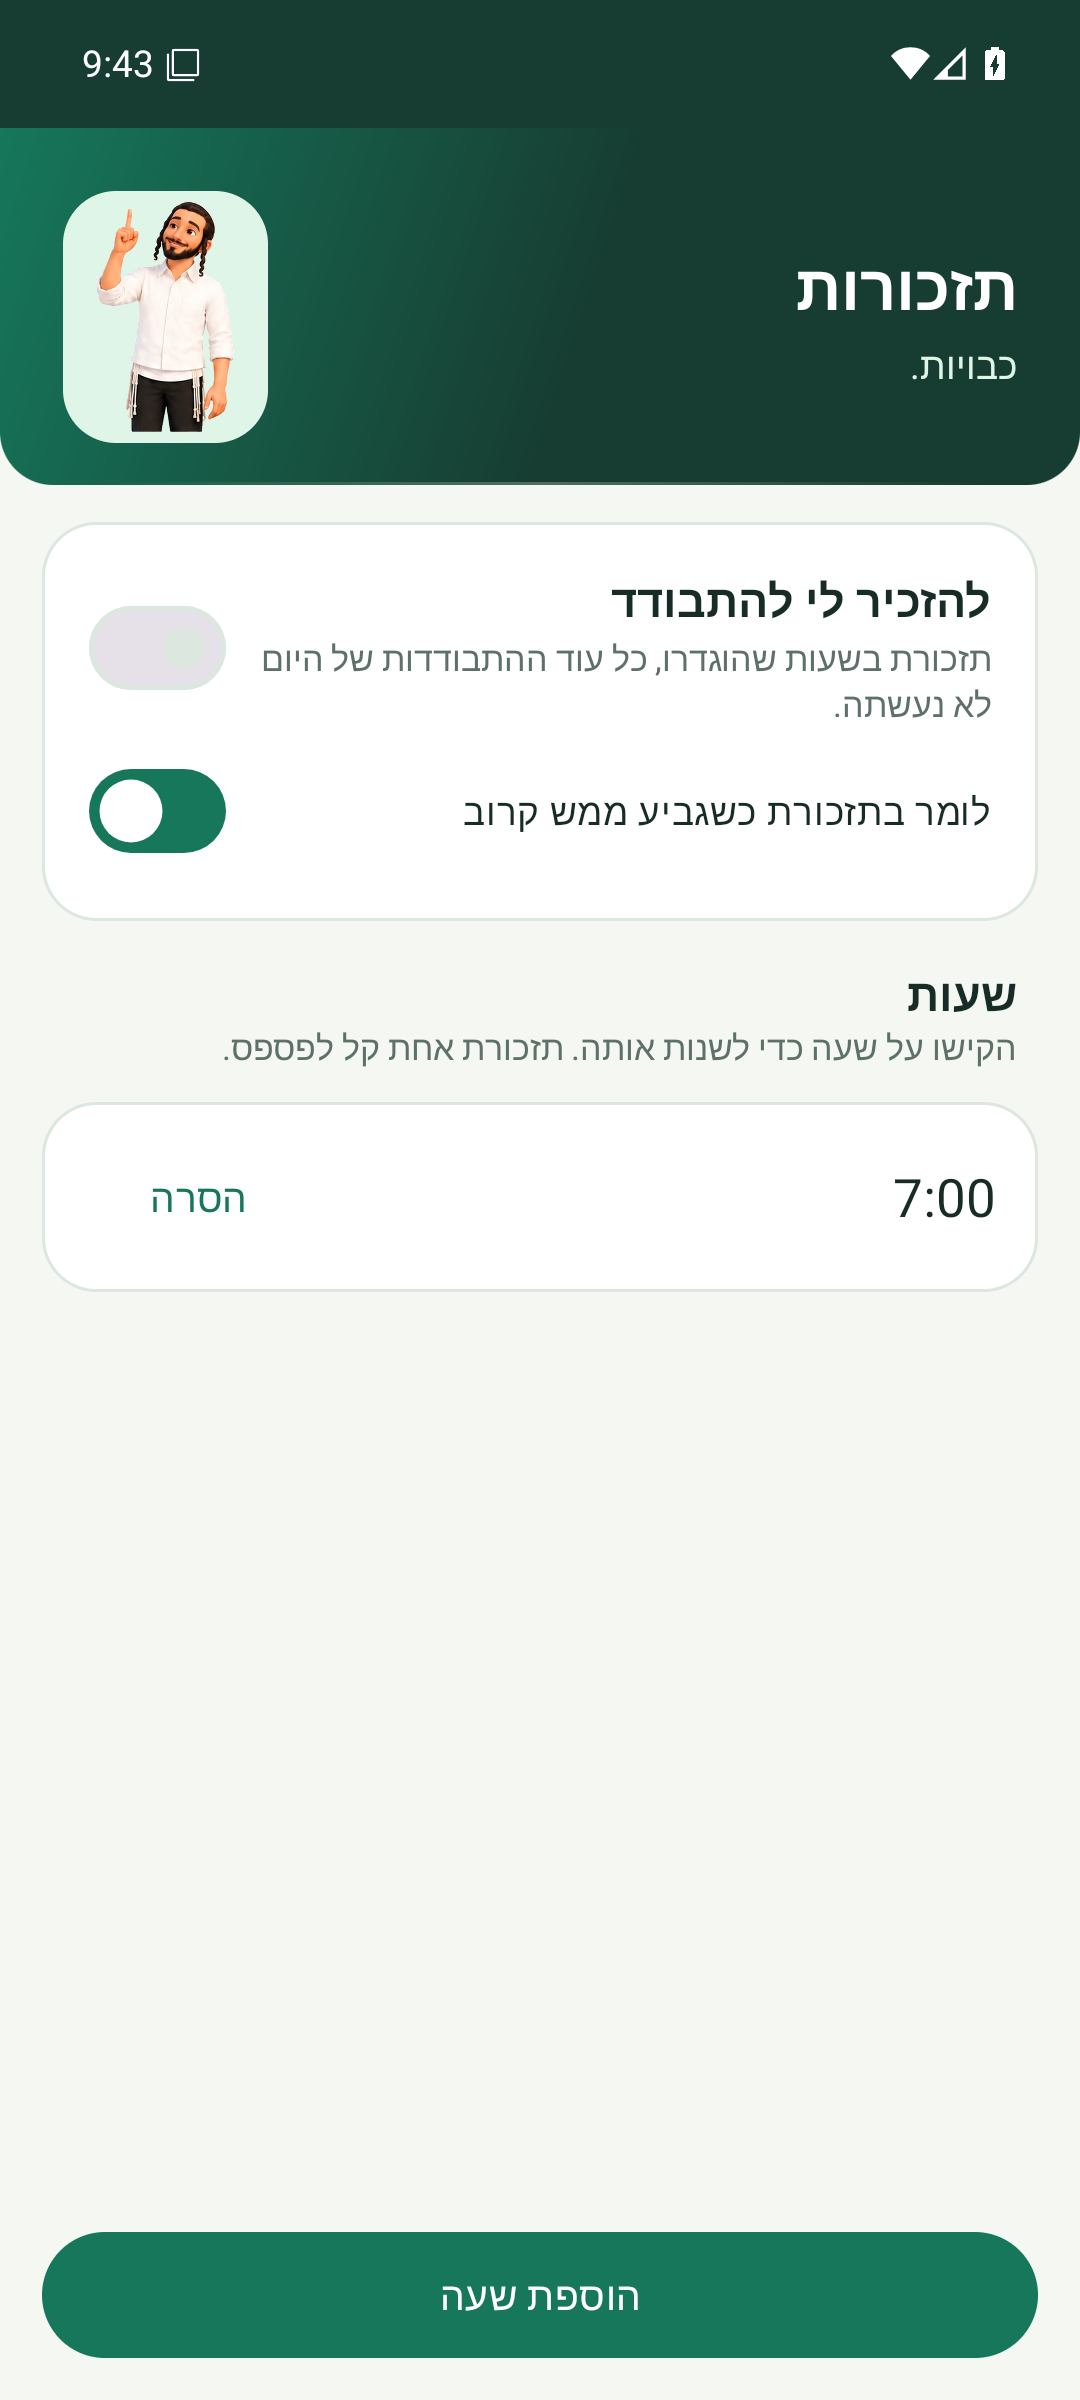 9:43
תזכורות
כבויות.
להזכיר לי להתבודד
תזכורת בשעות שהוגדרו, כל עוד ההתבודדות של היום
לא נעשתה.
לומר בתזכורת כשגביע ממש קרוב
שעות
הקישו על שעה כדי לשנות אותה. תזכורת אחת קל לפספס.
7:00
הסרה
הוספת שעה